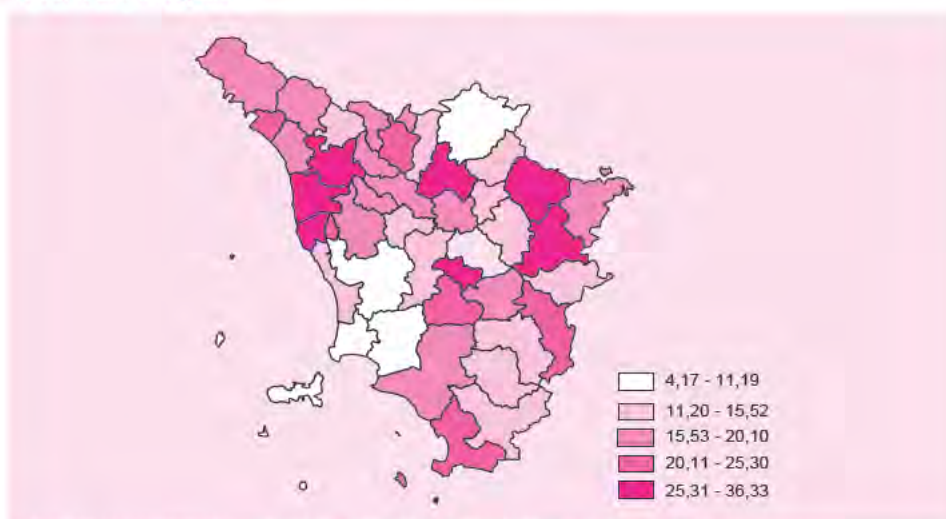 4,17 - 11,19
11,20 - 15,52
15,53 - 20,10
20,11 - 25,30
25,31 - 36,33